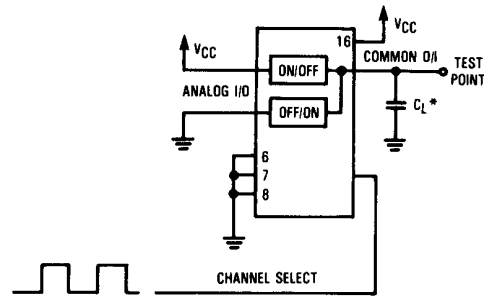 VCC
16
VCC
ON/OFF
COMMON O/I
TEST
POINT
ANALOG I/O
OFF/ON
CL*
6
7
8
CHANNEL SELECT